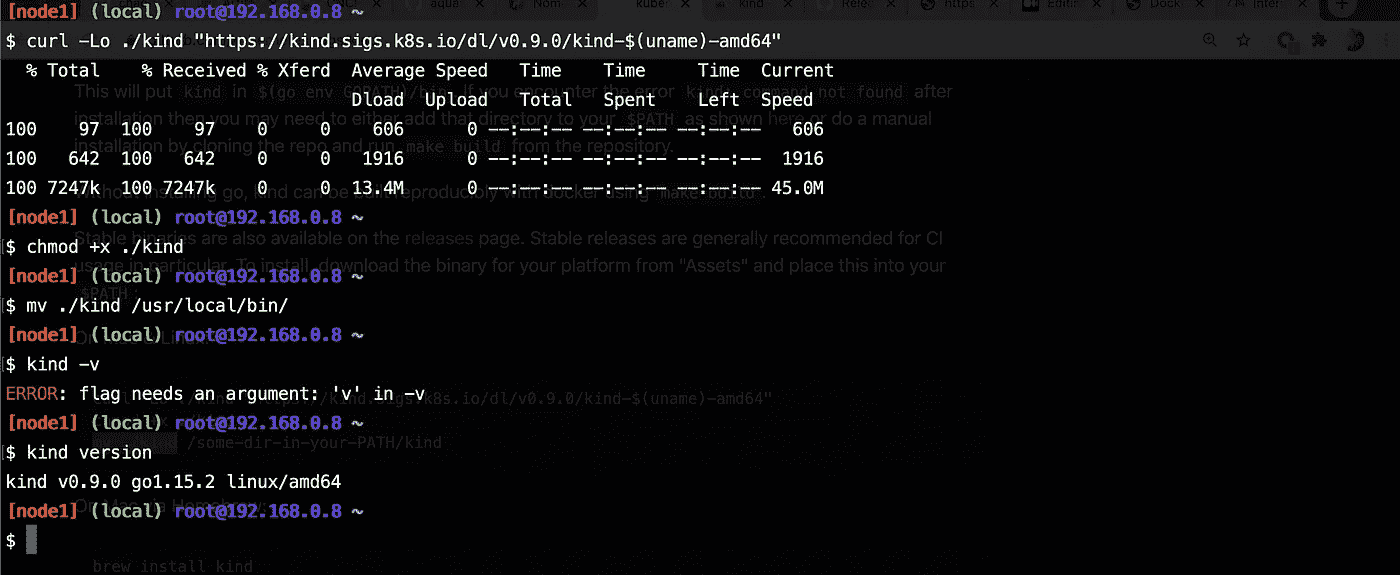 [node1] (local) root@192.168.0.8 ~
$ curl -Lo ./kind "https://kind.sigs.k8s.io/dl/v0.9.0/kind-$(uname)-amd64"
% Total % Received % Xferd Average Speed Time Time Time Current
This will put kind in $(go env GOPATH)/bin. If you encounter the error kind: command not found after
Dload Upload Total Spent Left Speed
installation then you may need to either add that directory to your $PATH as shown here or do a manual
100 97 100 97 0 0 606 0 --:--:-- --:--:-- --:--:-- 606
installation by cloning the repo and run make build from the repository.
100 642 100 642 0 0 1916 0 --:--:-- --:--:-- --:--:-- 1916
100 7247k 100 7247k 0 0 13.4M 0 --:--:-- --:--:-- --:--:-- 45.0M
Without installing go, kind can be built reproducibly with docker using make build.
[node1] (local) root@192.168.0.8 ~
Stable binaries are also available on the releases page. Stable releases are generally recommended for CI
$ chmod +x ./kind
usage in particular. To install, download the binary for your platform from "Assets" and place this into your
[node1] (local) root@192.168.0.8 ~
$PATH:
$ mv ./kind /usr/local/bin/
[node1] (local) root@192.168.0.8 ~
$ kind -v
ERROR: flag needs an argument: 'v' in -v
https://kind.sigs.k8s.io/dl/v0.9.0/kind-$(uname)-amd64"
[node1] (local) root@192.168.0.8 ~
/some-dir-in-your-PATH/kind
$ kind version
kind v0.9.0 go1.15.2 linux/amd64
On Mac via Homebrew:
[node1] (local) root@192.168.0.8 ~
$
brew install kind